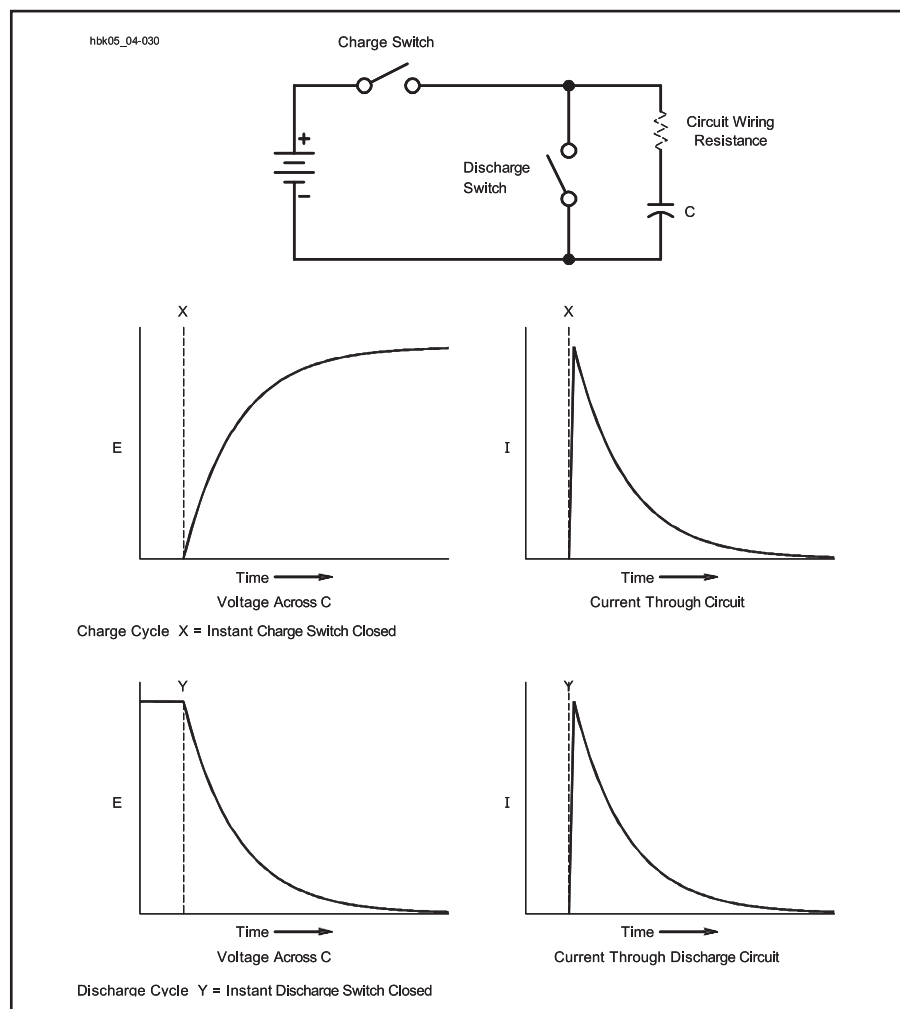 hbk05_04-030
Charge Switch
+
−
Discharge
Switch
Circuit Wiring
Resistance
C
X
E
Time
Voltage Across C
X
I
Time
Current Through Circuit
Charge Cycle X = Instant Charge Switch Closed
Y
E
Time
Voltage Across C
Y
I
Time
Current Through Discharge Circuit
Discharge Cycle Y = Instant Discharge Switch Closed